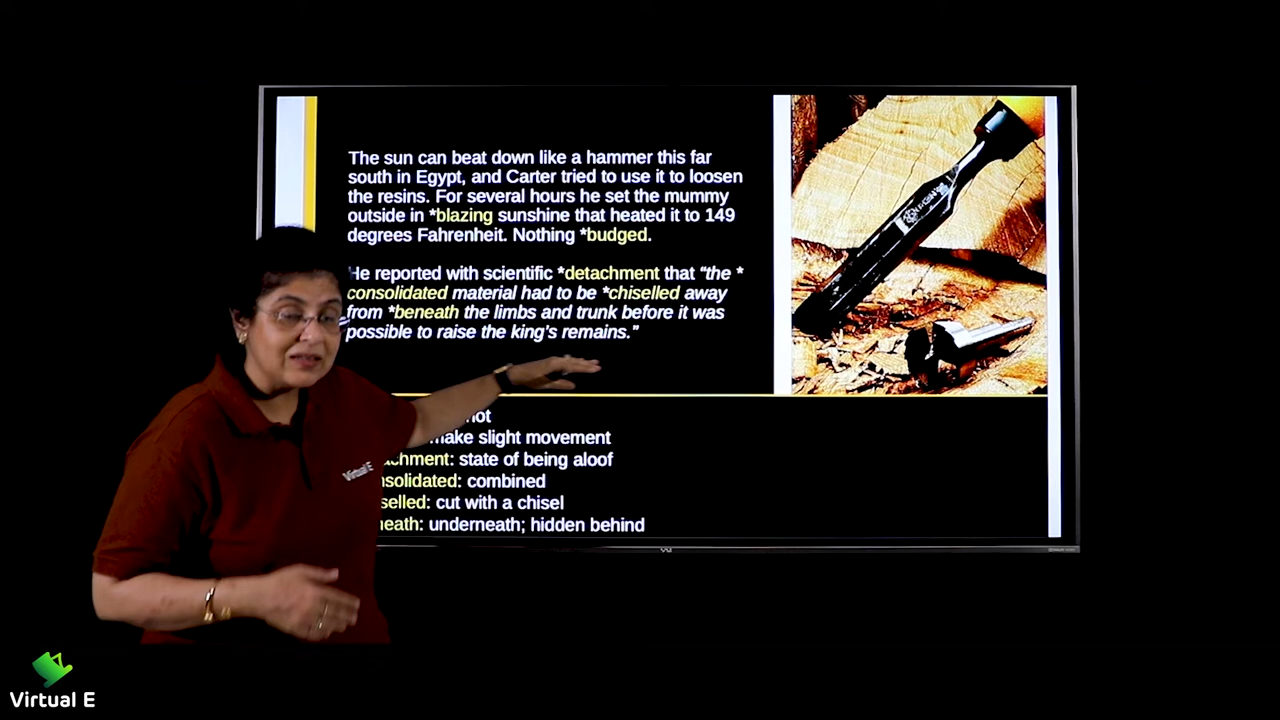 The sun can beat down like a hammer this far
south in Egypt, and Carter tried to use it to loosen
the resins. For several hours he set the mummy
outside in *blazing sunshine that heated it to 149
degrees Fahrenheit. Nothing *budged.
He reported with scientific *detachment that “the *
consolidated material had to be *chiselled away
from *beneath the limbs and trunk before it was
possible to raise the king’s remains.”
make slight movement
achment: state of being aloof
nsolidated: combined
selled: cut with a chisel
neath: underneath; hidden behind
Virtual E
VU
Virtual E